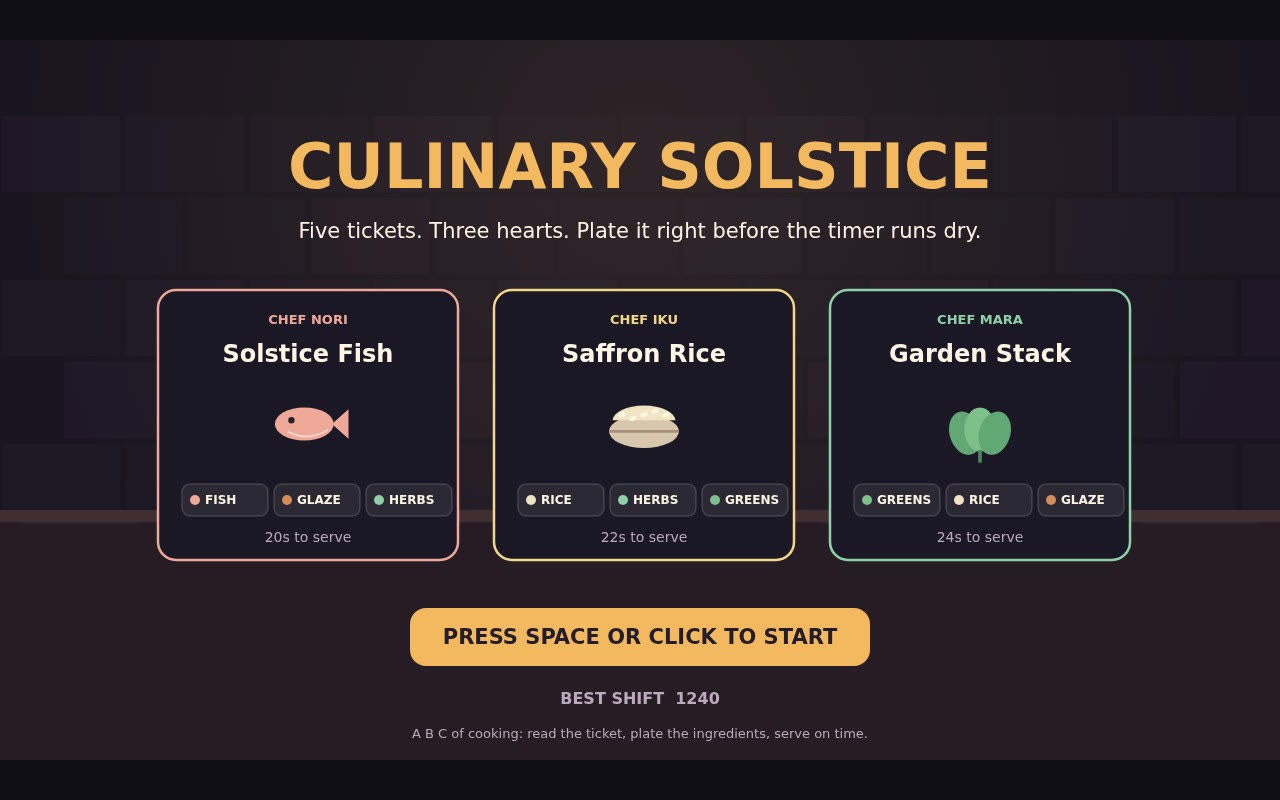 CULINARY SOLSTICE
Five tickets. Three hearts. Plate it right before the timer runs dry.
CHEF NORI
Solstice Fish
FISH GLAZE HERBS
20s to serve
CHEF IKU
Saffron Rice
RICE HERBS GREENS
22s to serve
CHEF MARA
Garden Stack
GREENS RICE GLAZE
24s to serve
PRESS SPACE OR CLICK TO START
BEST SHIFT 1240
A B C of cooking: read the ticket, plate the ingredients, serve on time.